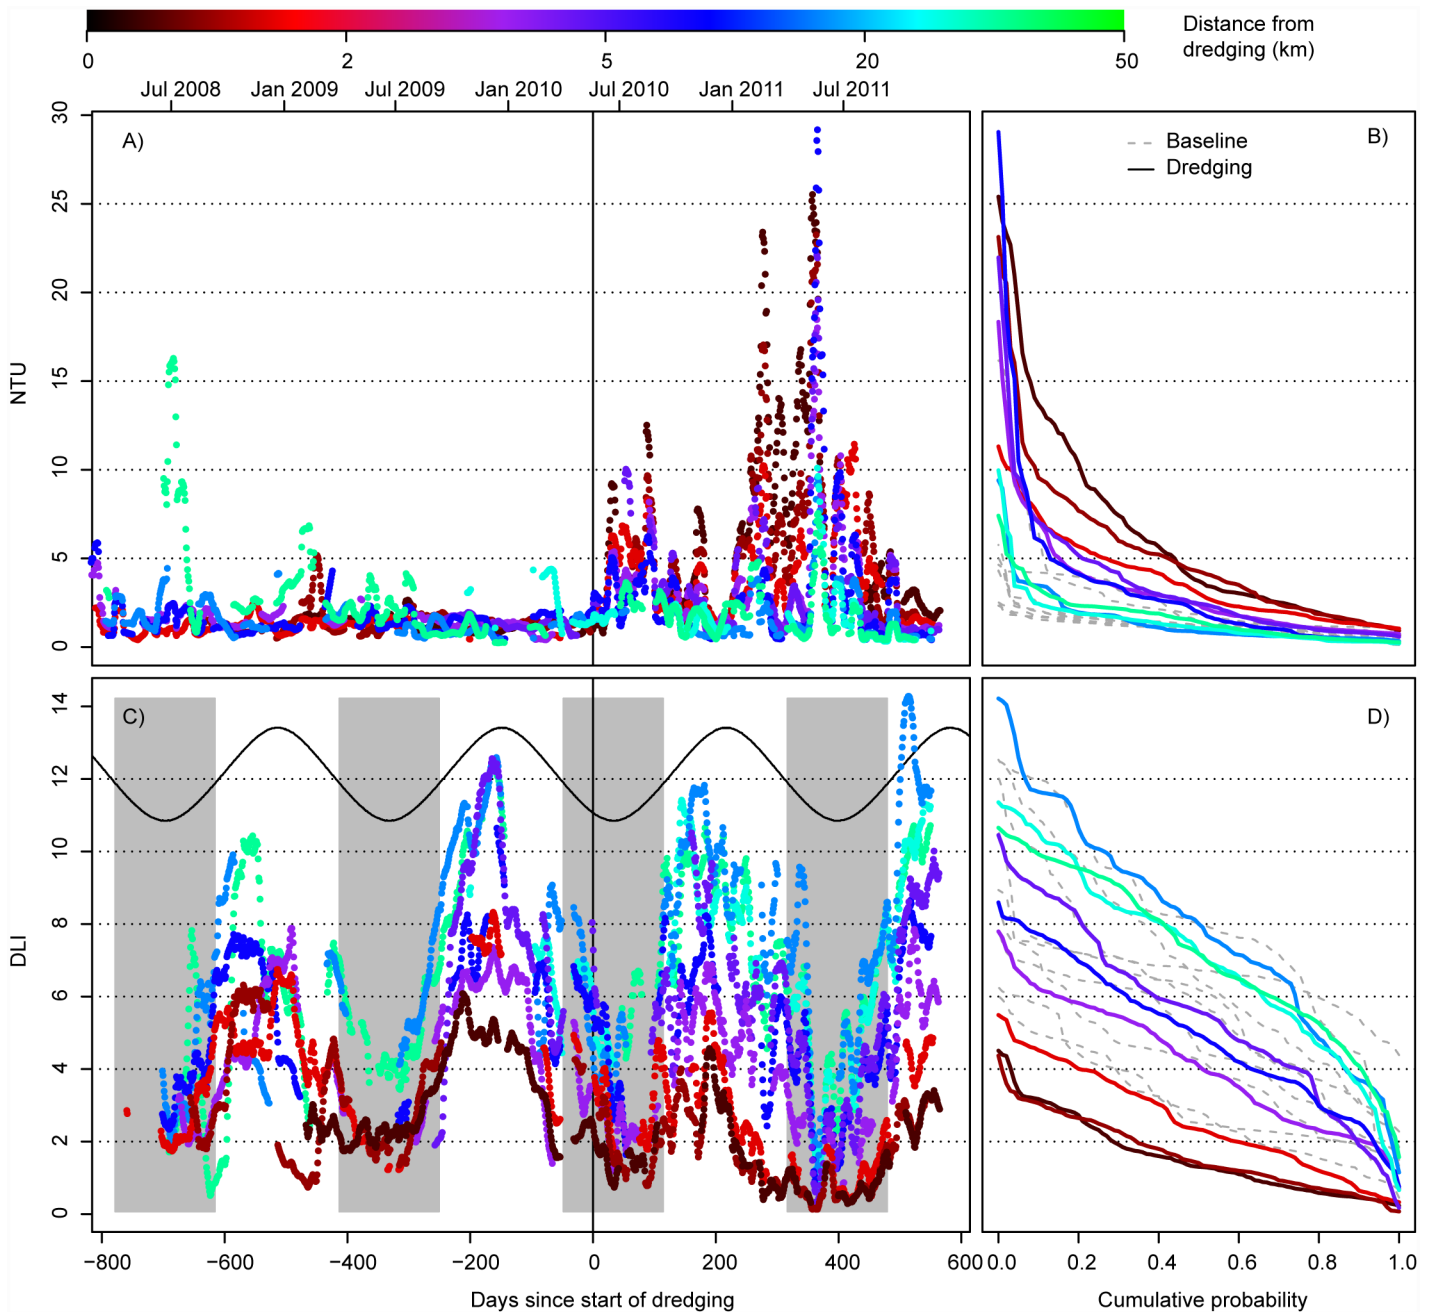 Distance from
dredging (km)
0 2 5 20 50
Jul 2008 Jan 2009 Jul 2009 Jan 2010 Jul 2010 Jan 2011 Jul 2011
A)
B)
Baseline
Dredging
NTU
30
25
20
15
10
5
0
C)
D)
DLI
14
12
10
8
6
4
2
0
−800 −600 −400 −200 0 200 400 600
0.0 0.2 0.4 0.6 0.8 1.0
Days since start of dredging
Cumulative probability